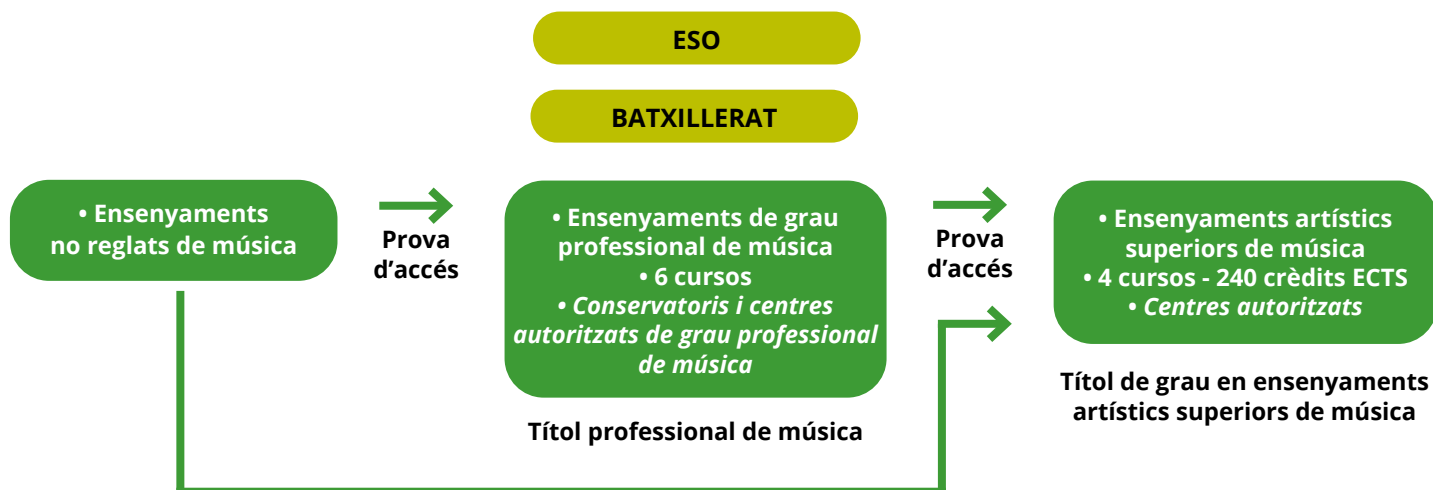 ESO
BATXILLERAT
• Ensenyaments
no reglats de música
Prova
d’accés
• Ensenyaments de grau
professional de música
• 6 cursos
• Conservatoris i centres
autoritzats de grau professional
de música
Títol professional de música
Prova
d’accés
• Ensenyaments artístics
superiors de música
• 4 cursos - 240 crèdits ECTS
• Centres autoritzats
Títol de grau en ensenyaments
artístics superiors de música